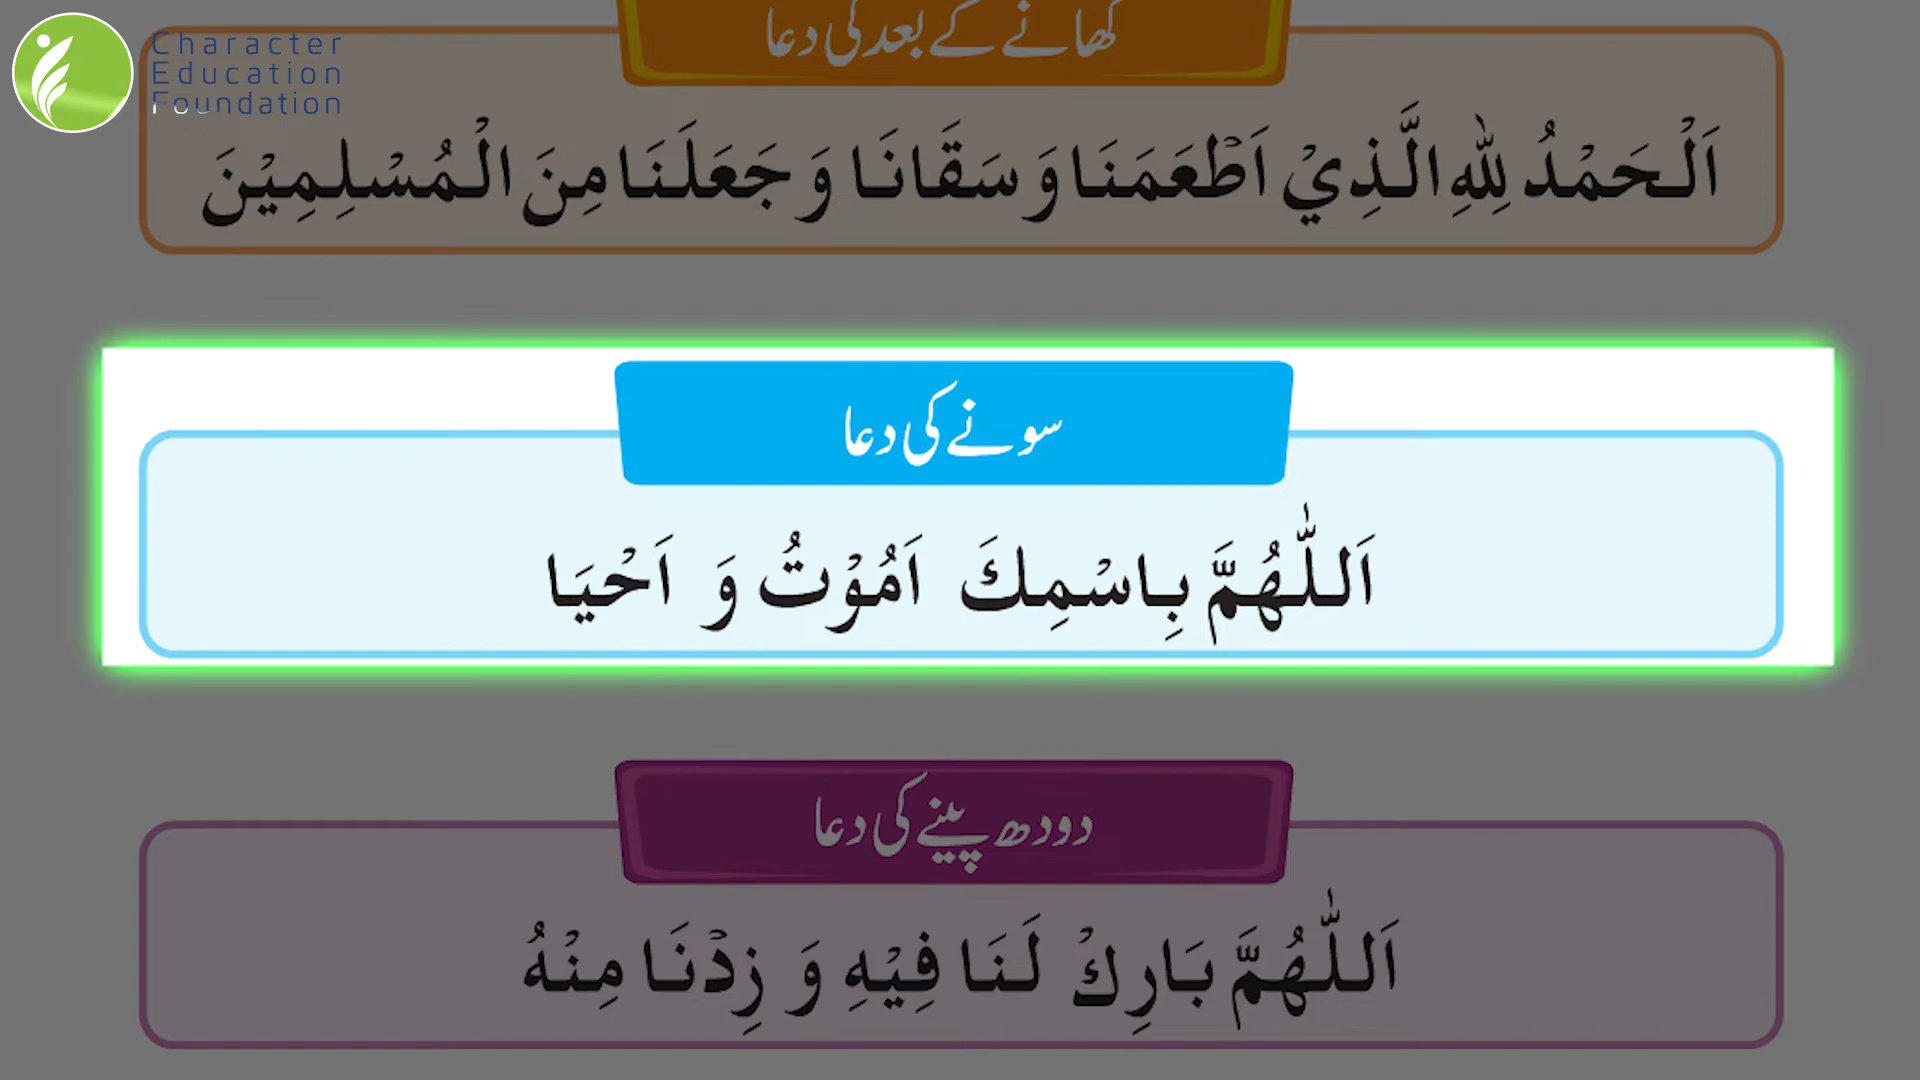 Character
Education
Foundation
کھانے کے بعد کی دعا
اَلْحَمْدُ لِلّٰهِ الَّذِيْ اَطْعَمَنَا وَ سَقَانَا وَ جَعَلَنَا مِنَ الْمُسْلِمِيْنَ
سونے کی دعا
اَللّٰهُمَّ بِاسْمِكَ اَمُوْتُ وَ اَحْيَا
دودھ پینے کی دعا
اَللّٰهُمَّ بَارِكْ لَنَا فِيْهِ وَ زِدْنَا مِنْهُ